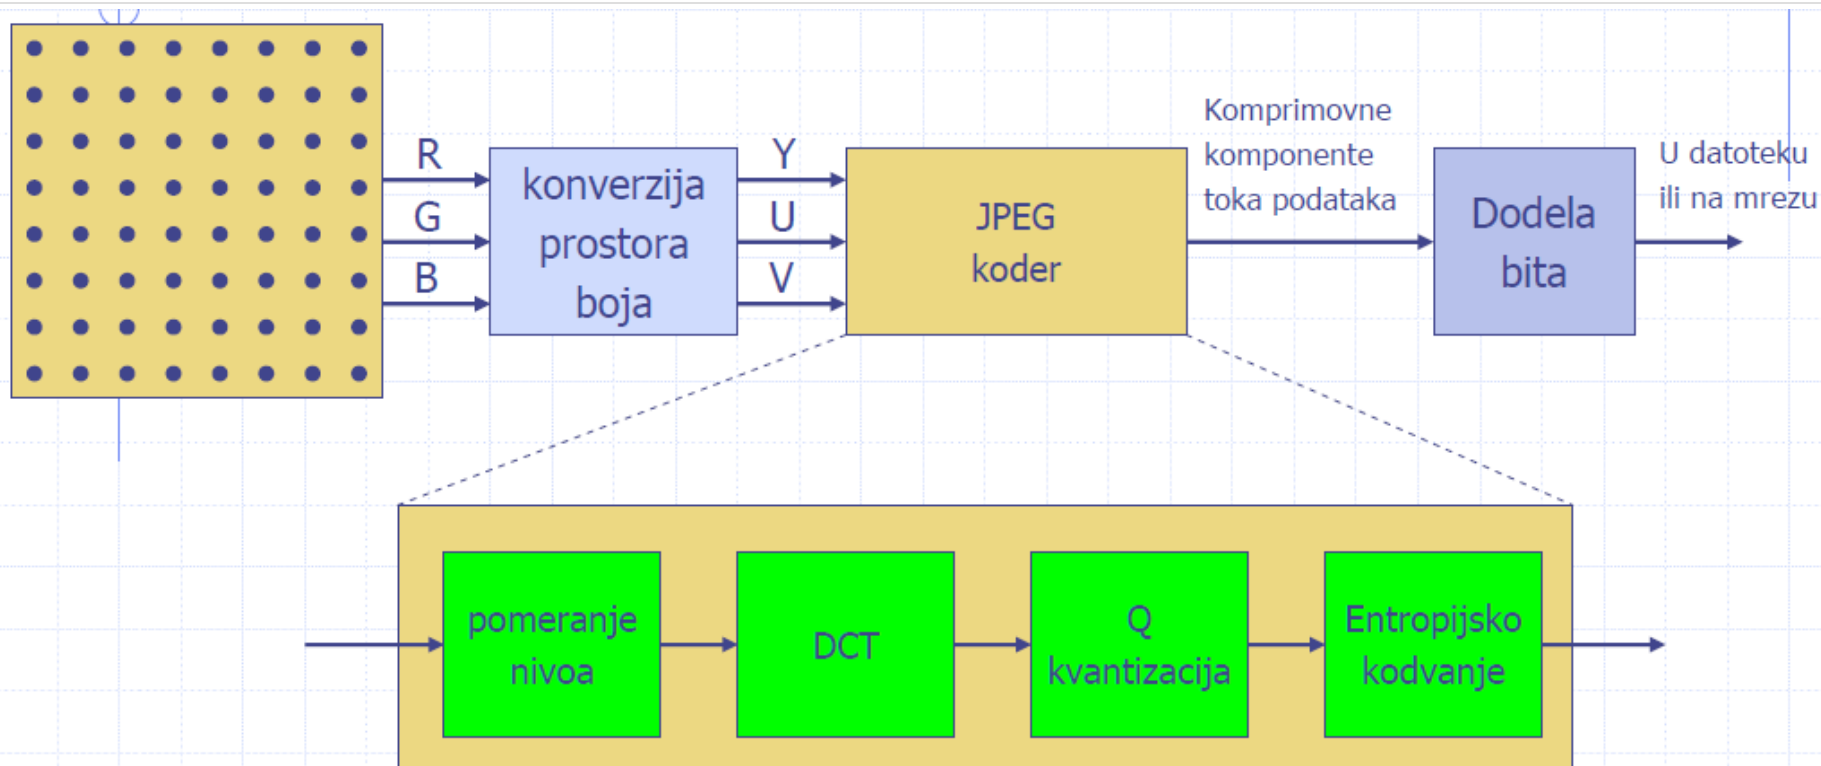 R
G
B
konverzija
prostora
boja
Y
U
V
JPEG
koder
Komprimovne
komponente
toka podataka
Dodela
bita
U datoteku
ili na mrezu
pomeranje
nivoa
DCT
Q
kvantizacija
Entropijsko
kodvanje